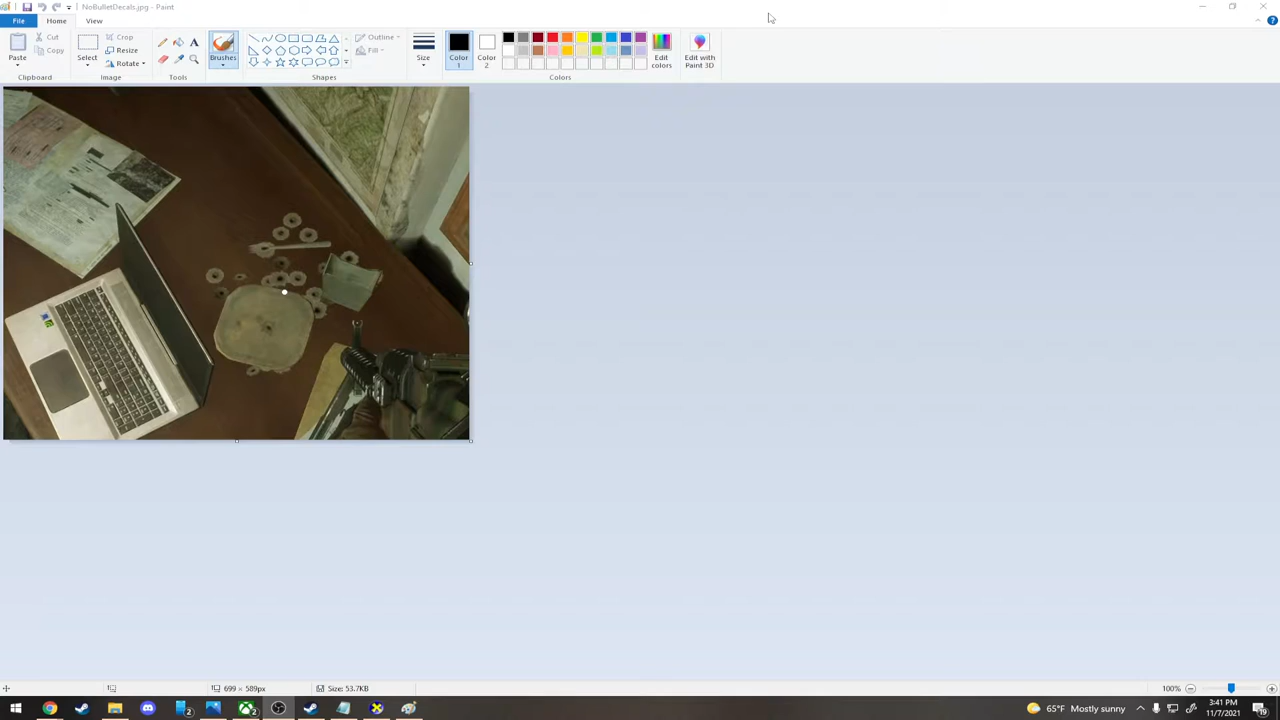 NoBulletDecals.jpg - Paint
File Home View
Paste
Cut
Copy
Clipboard
Select
Crop
Resize
Rotate
Image
Tools
Brushes
Outline
Fill
Shapes
Size
Color 1
Color 2
Edit colors
Colors
Edit with Paint 3D
699 × 589px
Size: 53.7KB
100%
65°F Mostly sunny
3:41 PM
11/7/2021